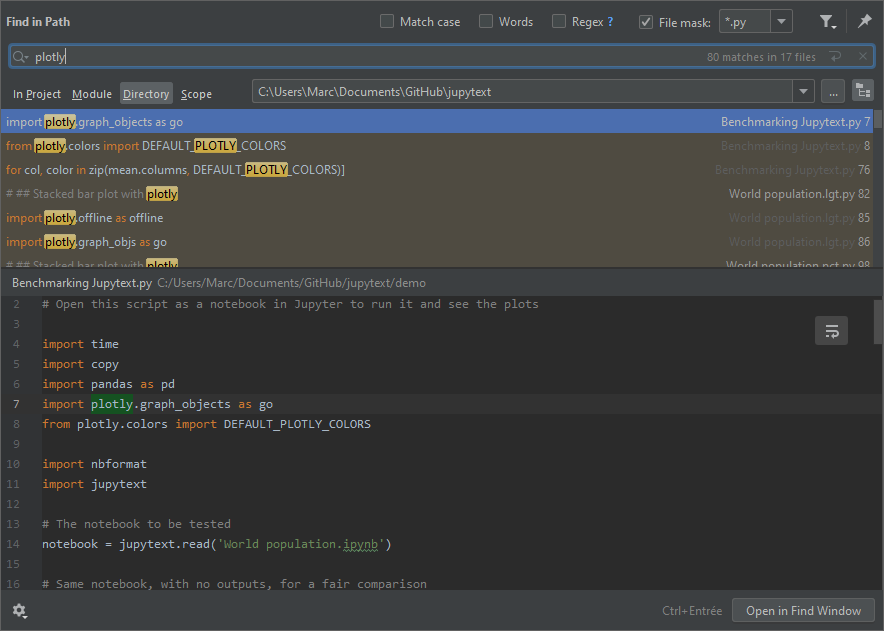 Find in Path Match case Words Regex ? File mask: *.py
plotly 80 matches in 17 files
In Project Module Directory Scope C:\Users\Marc\Documents\GitHub\jupytext ...
import plotly.graph_objects as go Benchmarking Jupytext.py 7
from plotly.colors import DEFAULT_PLOTLY_COLORS Benchmarking Jupytext.py 8
for col, color in zip(mean.columns, DEFAULT_PLOTLY_COLORS)] Benchmarking Jupytext.py 76
# ## Stacked bar plot with plotly World population.lgt.py 82
import plotly.offline as offline World population.lgt.py 85
import plotly.graph_objs as go World population.lgt.py 86
# ## Stacked bar plot with plotly World population.pct.py 98
Benchmarking Jupytext.py C:/Users/Marc/Documents/GitHub/jupytext/demo
2 # Open this script as a notebook in Jupyter to run it and see the plots
3
4 import time
5 import copy
6 import pandas as pd
7 import plotly.graph_objects as go
8 from plotly.colors import DEFAULT_PLOTLY_COLORS
9
10 import nbformat
11 import jupytext
12
13 # The notebook to be tested
14 notebook = jupytext.read('World population.ipynb')
15
16 # Same notebook, with no outputs, for a fair comparison
Ctrl+Entrée Open in Find Window